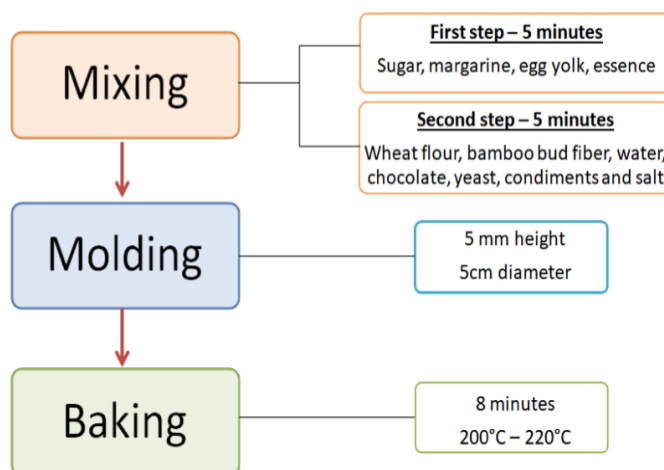 Mixing
First step – 5 minutes
Sugar, margarine, egg yolk, essence
Second step – 5 minutes
Wheat flour, bamboo bud fiber, water,
chocolate, yeast, condiments and salt
Molding
5 mm height
5cm diameter
Baking
8 minutes
200°C – 220°C